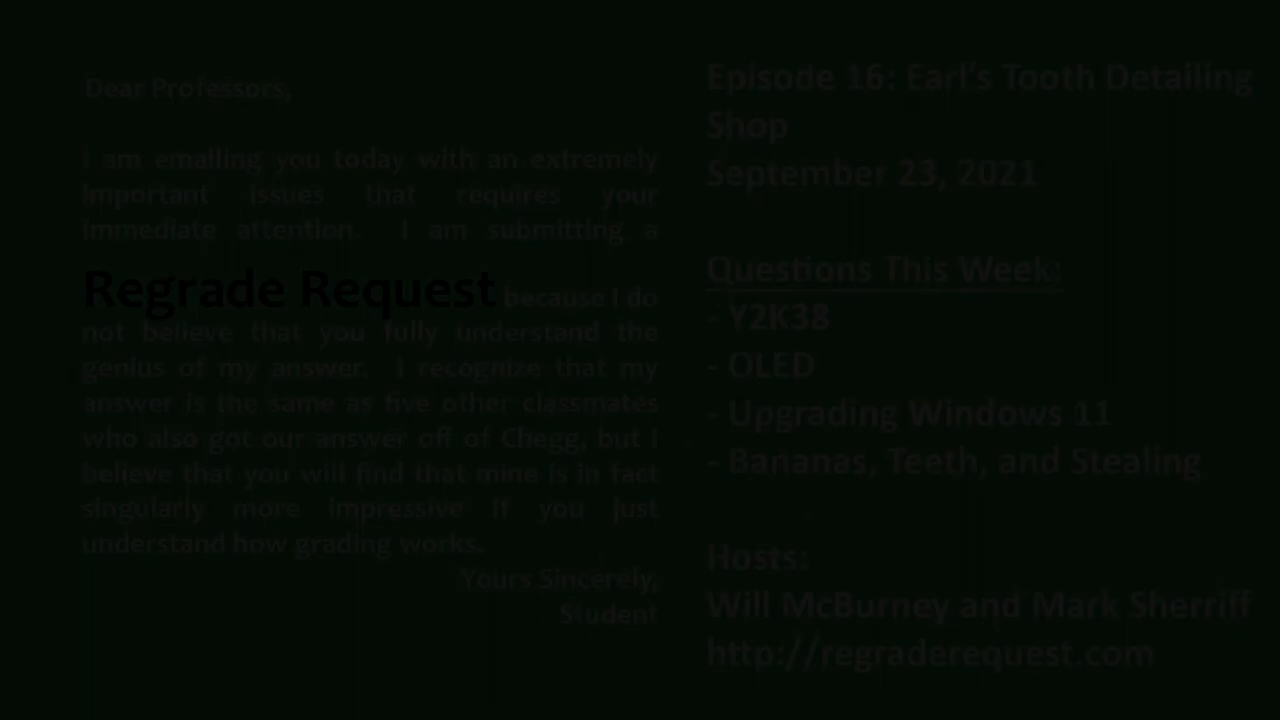 Dear Professors,
I am emailing you today with an extremely
important issues that requires your
immediate attention. I am submitting a
Regrade Request because I do
not believe that you fully understand the
genius of my answer. I recognize that my
answer is the same as five other classmates
who also got our answer off of Chegg, but I
believe that you will find that mine is in fact
singularly more impressive if you just
understand how grading works.
Yours Sincerely,
Student
Episode 16: Earl's Tooth Detailing
Shop
September 23, 2021
Questions This Week:
- Y2K38
- OLED
- Upgrading Windows 11
- Bananas, Teeth, and Stealing
Hosts:
Will McBurney and Mark Sherriff
http://regraderequest.com